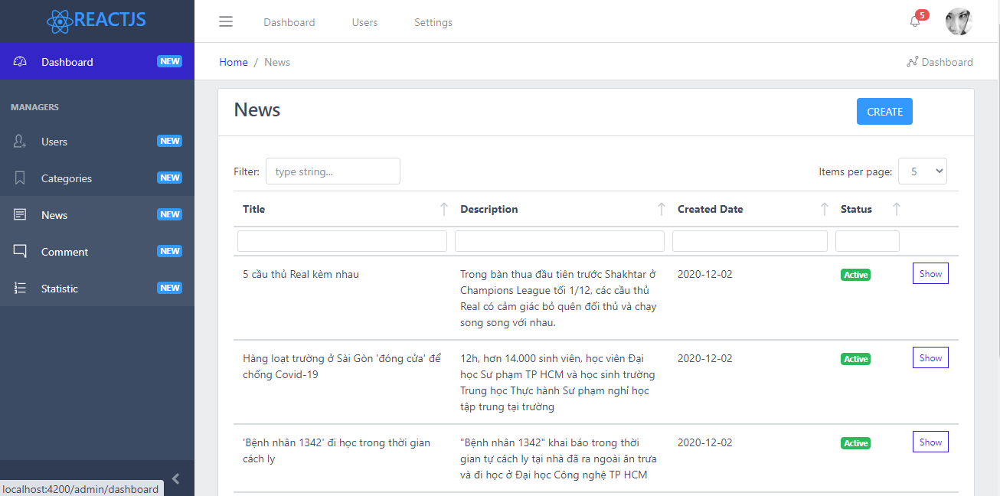 REACTJS
Dashboard Users Settings
5
Dashboard NEW
Home / News
Dashboard
MANAGERS
Users NEW
Categories NEW
News NEW
Comment NEW
Statistic NEW
News
CREATE
Filter: type string...
Items per page: 5
Title Description Created Date Status
5 cầu thủ Real kèm nhau
Trong bàn thua đầu tiên trước Shakhtar ở
Champions League tối 1/12, các cầu thủ
Real có cảm giác bỏ quên đối thủ và chạy
song song với nhau.
2020-12-02
Active
Show
Hàng loạt trường ở Sài Gòn 'đóng cửa' để
chống Covid-19
12h, hơn 14.000 sinh viên, học viên Đại
học Sư phạm TP HCM và học sinh trường
Trung học Thực hành Sư phạm nghỉ học
tập trung tại trường
2020-12-02
Active
Show
'Bệnh nhân 1342' đi học trong thời gian
cách ly
"Bệnh nhân 1342" khai báo trong thời
gian tự cách ly tại nhà đã ra ngoài ăn trưa
và đi học ở Đại học Công nghệ TP HCM
2020-12-02
Active
Show
localhost:4200/admin/dashboard